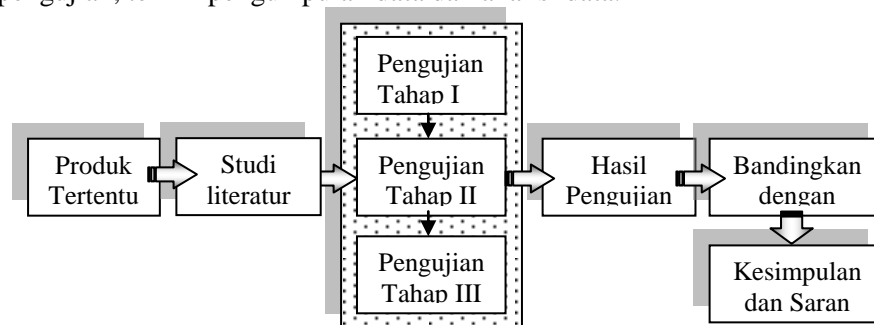 Pengujian
Tahap I
Produk
Tertentu
Studi
literatur
Pengujian
Tahap II
Hasil
Pengujian
Bandingkan
dengan
Pengujian
Tahap III
Kesimpulan
dan Saran